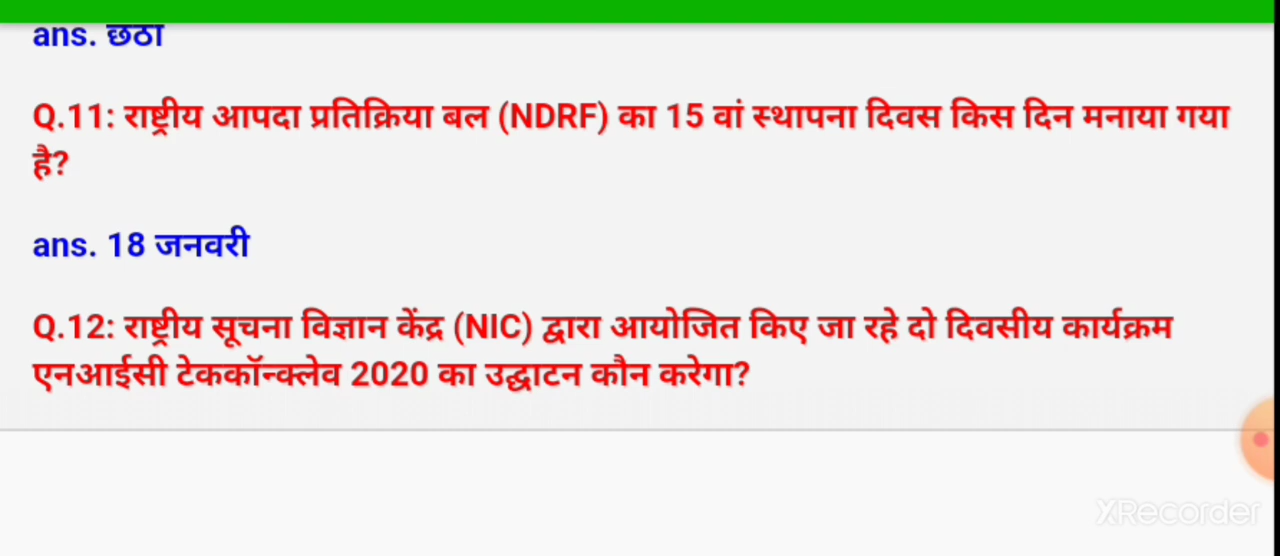 ans. छठा
Q.11: राष्ट्रीय आपदा प्रतिक्रिया बल (NDRF) का 15 वां स्थापना दिवस किस दिन मनाया गया
है?
ans. 18 जनवरी
Q.12: राष्ट्रीय सूचना विज्ञान केंद्र (NIC) द्वारा आयोजित किए जा रहे दो दिवसीय कार्यक्रम
एनआईसी टेककॉन्क्लेव 2020 का उद्घाटन कौन करेगा?
XRecorder